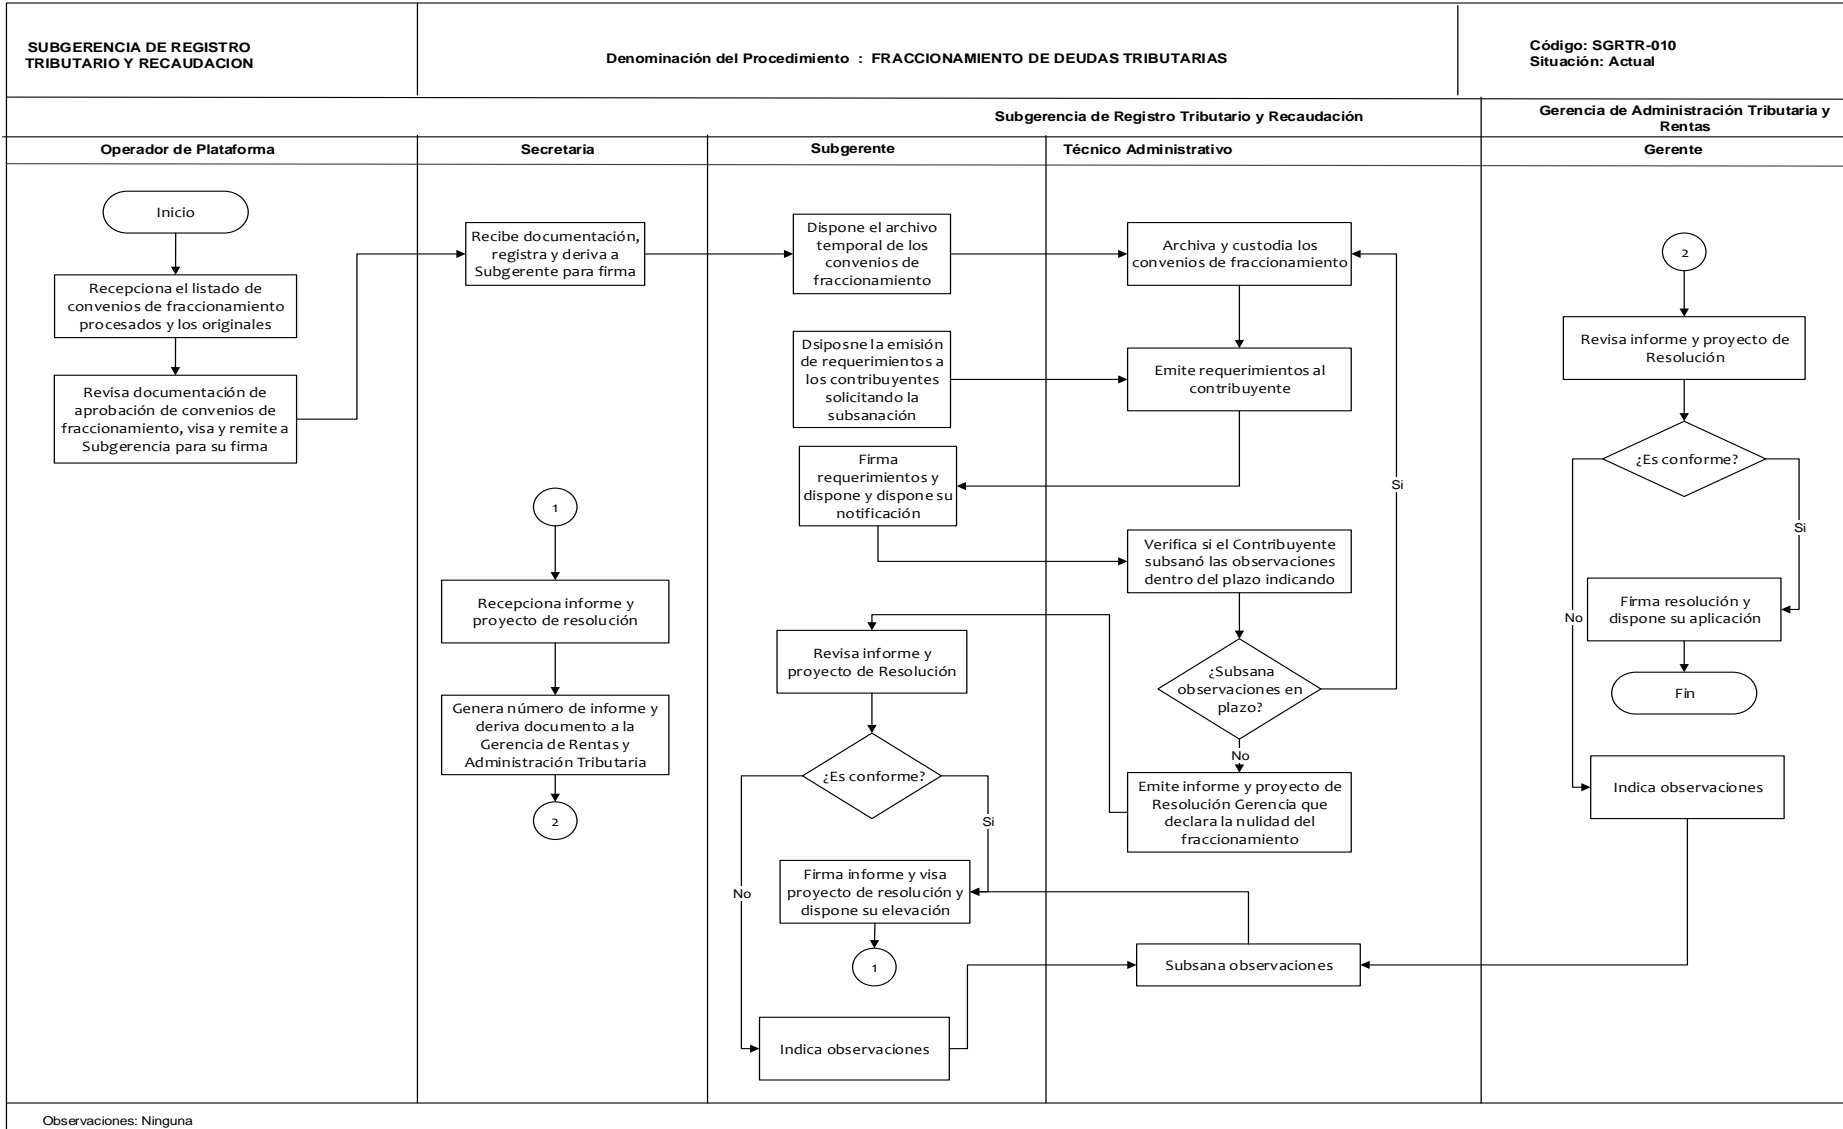 SUBGERENCIA DE REGISTRO
TRIBUTARIO Y RECAUDACION
Denominación del Procedimiento : FRACCIONAMIENTO DE DEUDAS TRIBUTARIAS
Código: SGRTR-010
Situación: Actual
Subgerencia de Registro Tributario y Recaudación
Gerencia de Administración Tributaria y
Rentas
Operador de Plataforma
Secretaria
Subgerente
Técnico Administrativo
Gerente
Inicio
Recepciona el listado de
convenios de fraccionamiento
procesados y los originales
Revisa documentación de
aprobación de convenios de
fraccionamiento, visa y remite a
Subgerencia para su firma
Recibe documentación,
registra y deriva a
Subgerente para firma
1
Recepciona informe y
proyecto de resolución
Genera número de informe y
deriva documento a la
Gerencia de Rentas y
Administración Tributaria
2
Dispone el archivo
temporal de los
convenios de
fraccionamiento
Dsiposne la emisión
de requerimientos a
los contribuyentes
solicitando la
subsanación
Firma
requerimientos y
dispone y dispone su
notificación
Revisa informe y
proyecto de Resolución
¿Es conforme?
Si
No
Firma informe y visa
proyecto de resolución y
dispone su elevación
1
Indica observaciones
Archiva y custodia los
convenios de fraccionamiento
Emite requerimientos al
contribuyente
Si
Verifica si el Contribuyente
subsanó las observaciones
dentro del plazo indicando
¿Subsana
observaciones en
plazo?
No
Emite informe y proyecto de
Resolución Gerencia que
declara la nulidad del
fraccionamiento
Subsana observaciones
2
Revisa informe y proyecto de
Resolución
¿Es conforme?
Si
No
Firma resolución y
dispone su aplicación
Fin
Indica observaciones
Observaciones: Ninguna